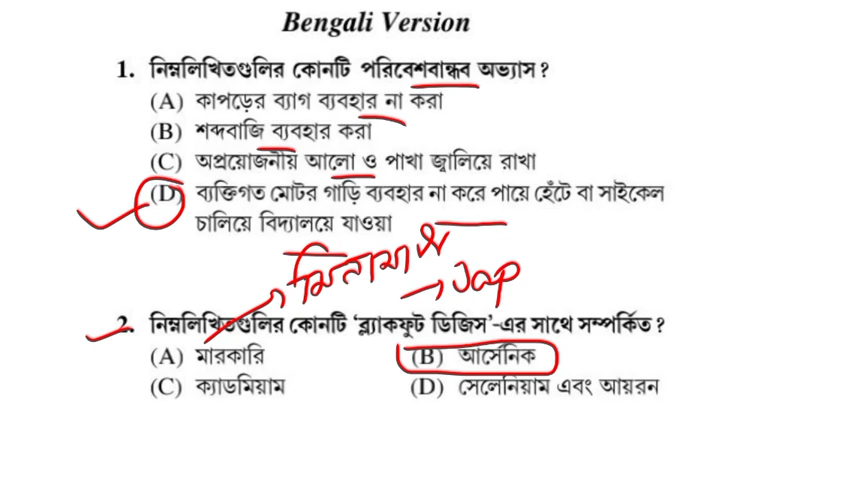 Bengali Version
1. নিম্নলিখিতগুলির কোনটি পরিবেশবান্ধব অভ্যাস?
(A) কাপড়ের ব্যাগ ব্যবহার না করা
(B) শব্দবাজি ব্যবহার করা
(C) অপ্রয়োজনীয় আলো ও পাখা জ্বালিয়ে রাখা
(D) ব্যক্তিগত মোটর গাড়ি ব্যবহার না করে পায়ে হেঁটে বা সাইকেল
চালিয়ে বিদ্যালয়ে যাওয়া
Jap
2. নিম্নলিখিতগুলির কোনটি ‘ব্ল্যাকফুট ডিজিস’-এর সাথে সম্পর্কিত?
(A) মারকারি (B) আর্সেনিক
(C) ক্যাডমিয়াম (D) সেলেনিয়াম এবং আয়রন